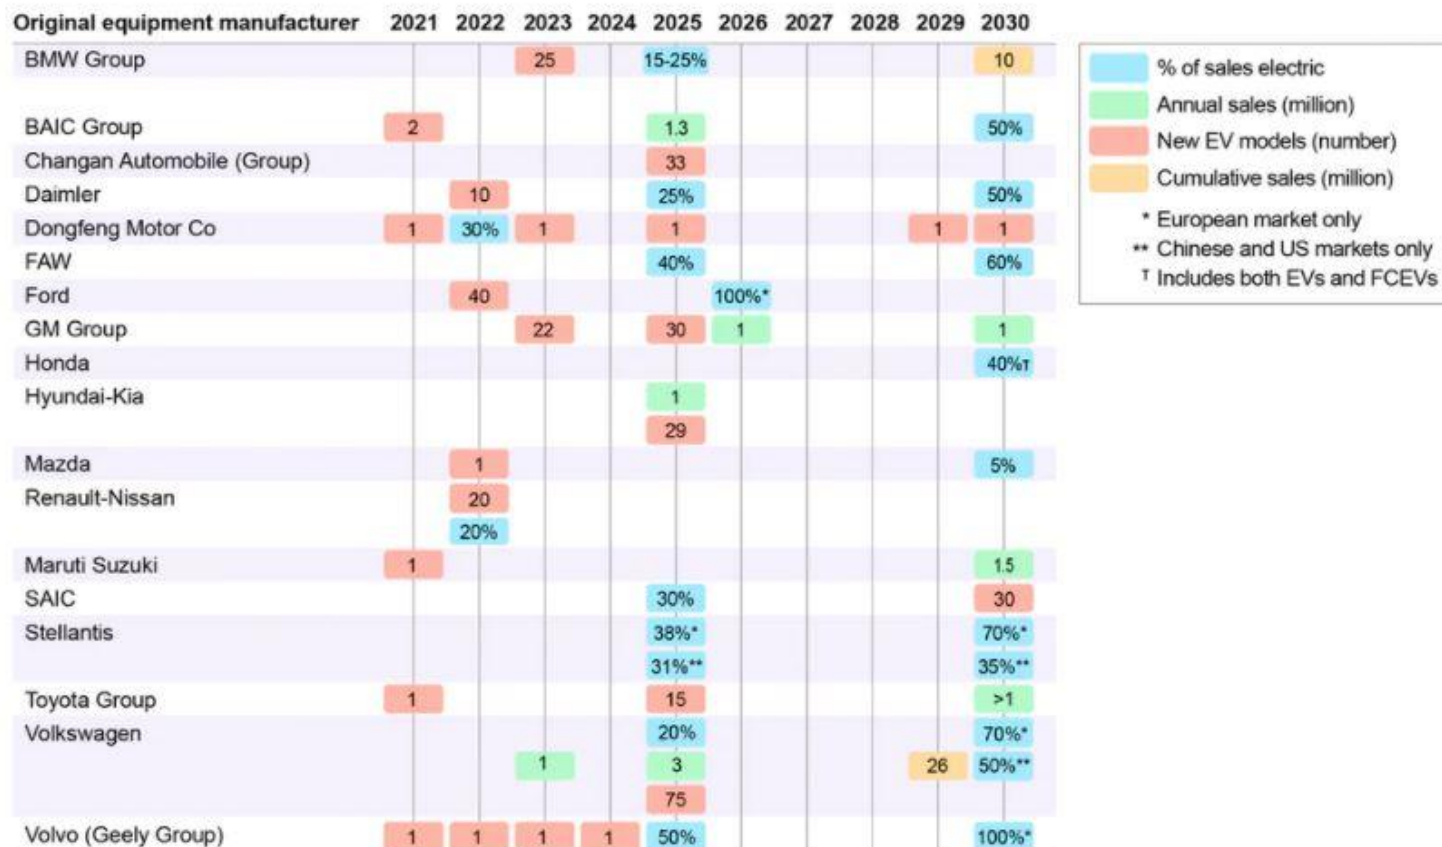 Original equipment manufacturer 2021 2022 2023 2024 2025 2026 2027 2028 2029 2030
BMW Group 25 15-25% 10
BAIC Group 2 1.3 50%
Changan Automobile (Group) 33
Daimler 10 25% 50%
Dongfeng Motor Co 1 30% 1 1 1 1
FAW 40% 60%
Ford 40 100%*
GM Group 22 30 1 1
Honda 40%т
Hyundai-Kia 1
29
Mazda 1 5%
Renault-Nissan 20
20%
Maruti Suzuki 1 1.5
SAIC 30% 30
Stellantis 38%* 70%*
31%** 35%**
Toyota Group 1 15 >1
Volkswagen 20% 70%*
1 3 26 50%**
75
Volvo (Geely Group) 1 1 1 1 50% 100%*
% of sales electric
Annual sales (million)
New EV models (number)
Cumulative sales (million)
* European market only
** Chinese and US markets only
т Includes both EVs and FCEVs